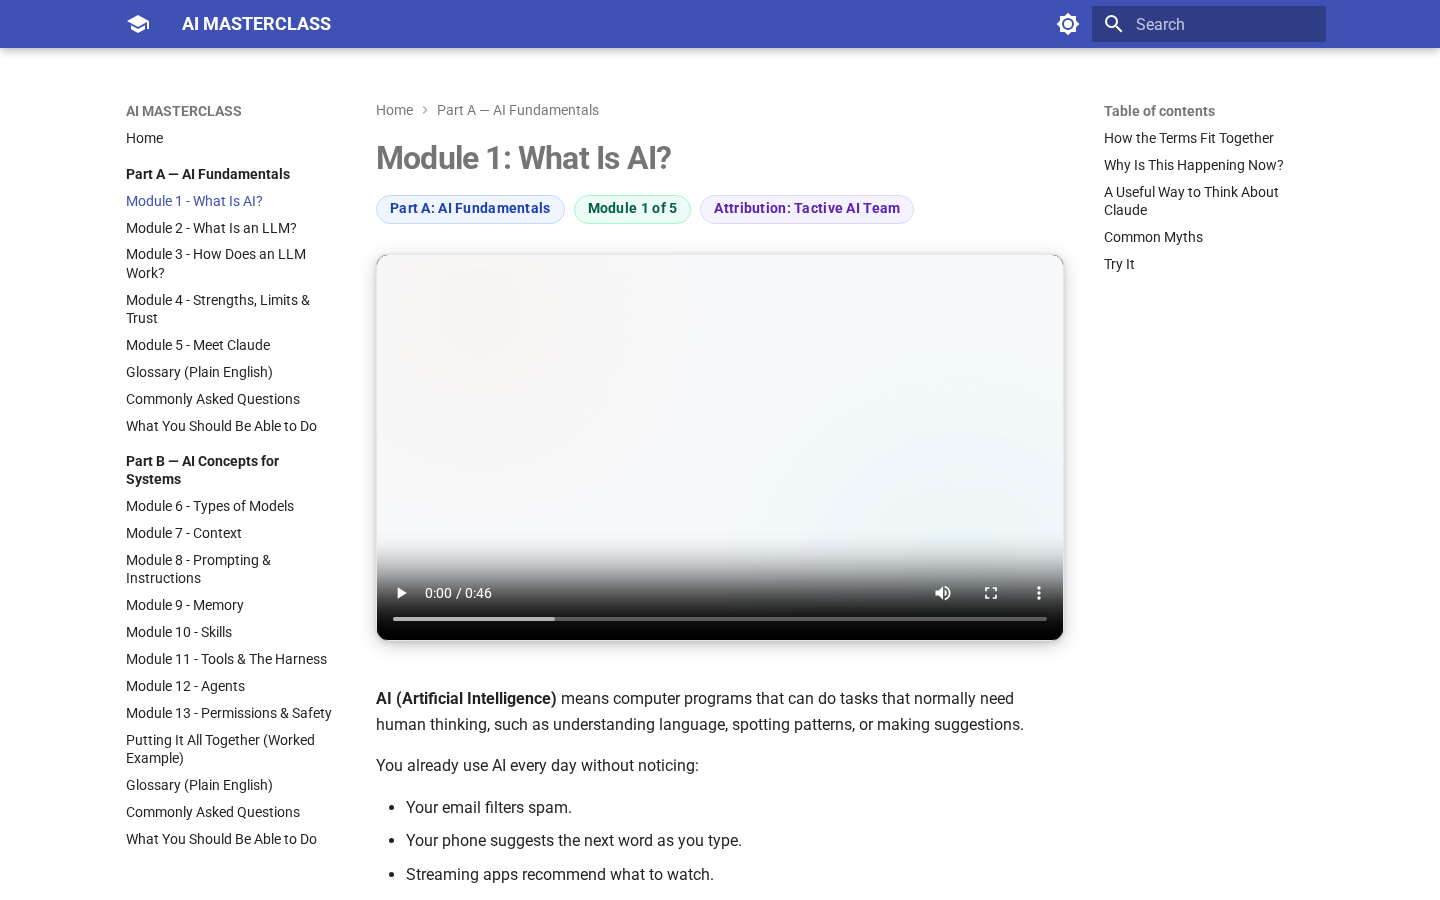 AI MASTERCLASS
Search
AI MASTERCLASS
Home
Part A — AI Fundamentals
Module 1 - What Is AI?
Module 2 - What Is an LLM?
Module 3 - How Does an LLM
Work?
Module 4 - Strengths, Limits &
Trust
Module 5 - Meet Claude
Glossary (Plain English)
Commonly Asked Questions
What You Should Be Able to Do
Part B — AI Concepts for
Systems
Module 6 - Types of Models
Module 7 - Context
Module 8 - Prompting &
Instructions
Module 9 - Memory
Module 10 - Skills
Module 11 - Tools & The Harness
Module 12 - Agents
Module 13 - Permissions & Safety
Putting It All Together (Worked
Example)
Glossary (Plain English)
Commonly Asked Questions
What You Should Be Able to Do
Home > Part A — AI Fundamentals
Module 1: What Is AI?
Part A: AI Fundamentals
Module 1 of 5
Attribution: Tactive AI Team
0:00 / 0:46
AI (Artificial Intelligence) means computer programs that can do tasks that normally need
human thinking, such as understanding language, spotting patterns, or making suggestions.
You already use AI every day without noticing:
• Your email filters spam.
• Your phone suggests the next word as you type.
• Streaming apps recommend what to watch.
Table of contents
How the Terms Fit Together
Why Is This Happening Now?
A Useful Way to Think About
Claude
Common Myths
Try It